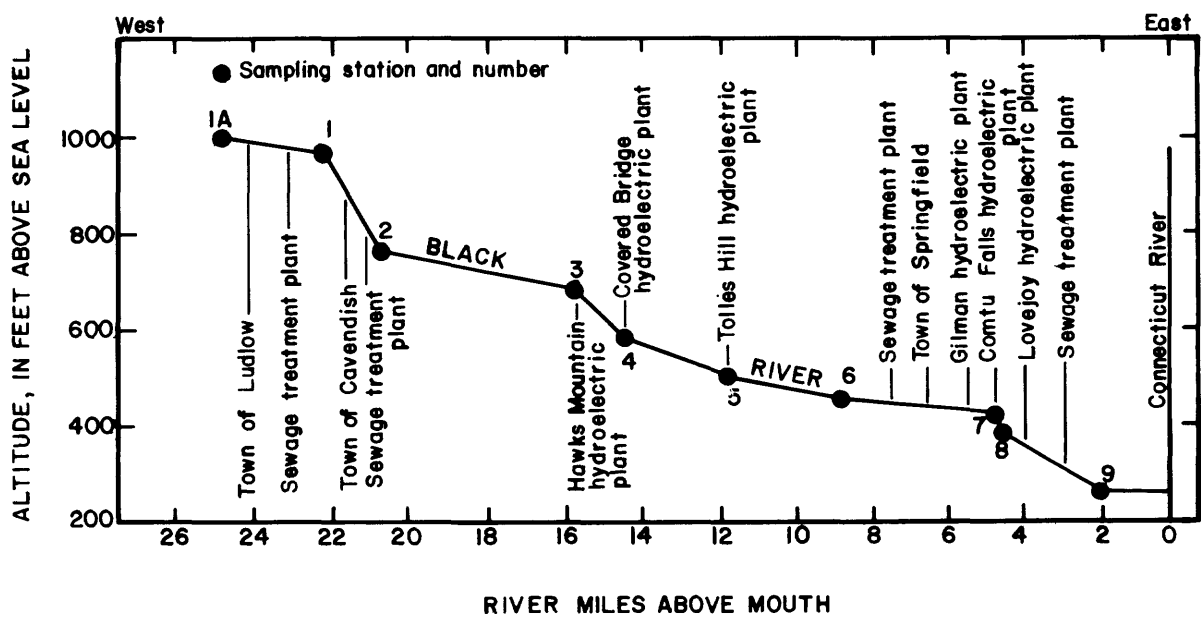 West
East
Sampling station and number
ALTITUDE, IN FEET ABOVE SEA LEVEL
1000
800
600
400
200
1A
1
2
3
4
5
6
7
8
9
BLACK
RIVER
Town of Ludlow
Sewage treatment plant
Town of Cavendish
Sewage treatment
plant
Hawks Mountain
hydroelectric
plant
Covered Bridge
hydroelectric plant
Tolles Hill hydroelectric
plant
Sewage treatment plant
Town of Springfield
Gilman hydroelectric plant
Comtu Falls hydroelectric
plant
Lovejoy hydroelectric plant
Sewage treatment plant
Connecticut River
26
24
22
20
18
16
14
12
10
8
6
4
2
0
RIVER MILES ABOVE MOUTH